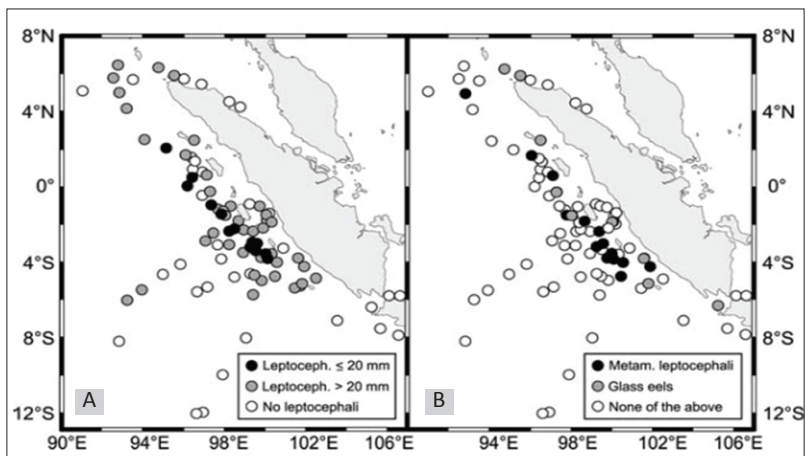 8°N
4°N
0°
4°S
8°S
12°S
90°E
94°E
98°E
102°E
106°E
Leptoceph. ≤ 20 mm
Leptoceph. > 20 mm
No leptocephali
A
8°N
4°N
0°
4°S
8°S
12°S
94°E
98°E
102°E
106°E
Metam. leptocephali
Glass eels
None of the above
B